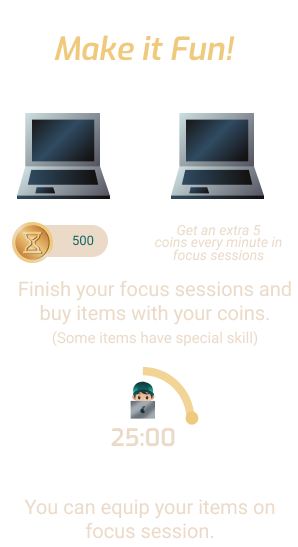 Make it Fun!
500
Get an extra 5
coins every minute in
focus sessions
Finish your focus sessions and
buy items with your coins.
(Some items have special skill)
25:00
You can equip your items on
focus session.